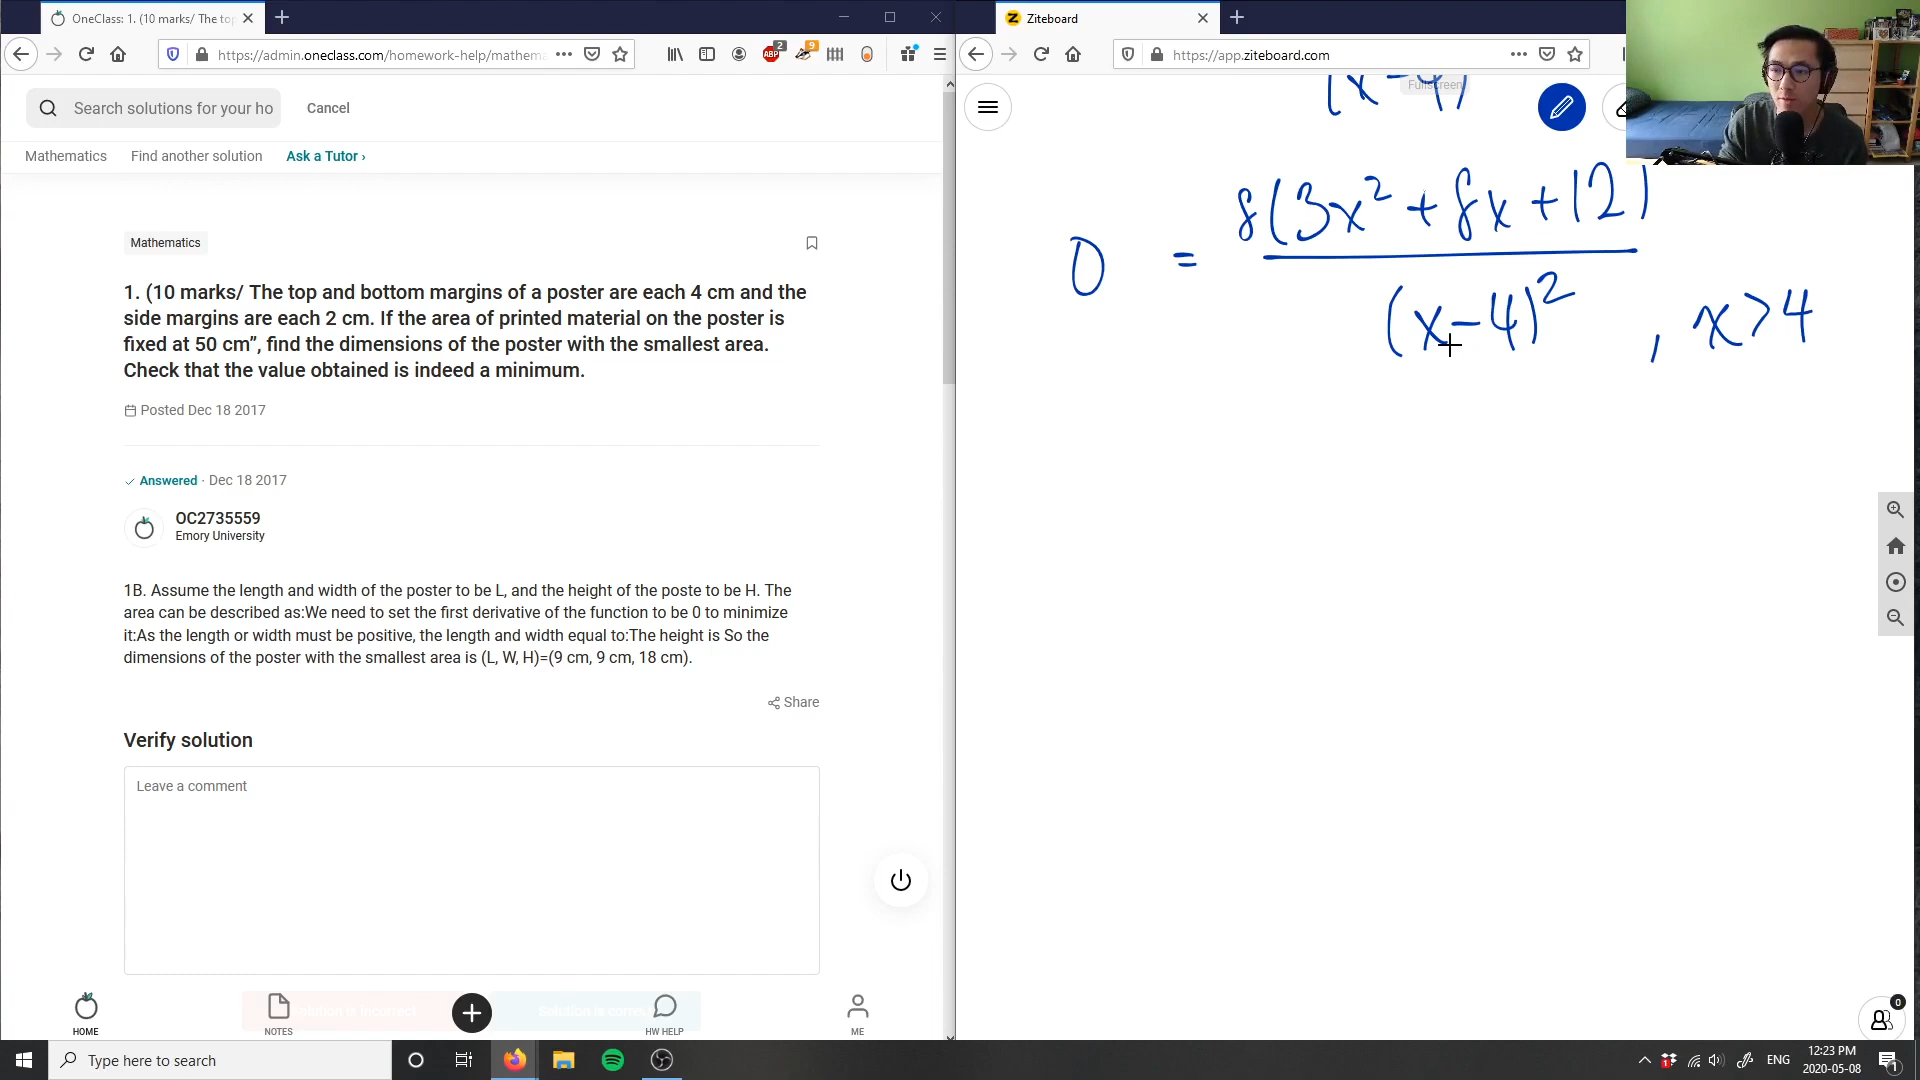 OneClass: 1. (10 marks/ The top
Ziteboard
https://admin.oneclass.com/homework-help/mathema
2
ABP
9
https://app.ziteboard.com
Search solutions for your ho
Cancel
Mathematics
Find another solution
Ask a Tutor ›
Mathematics
1. (10 marks/ The top and bottom margins of a poster are each 4 cm and the
side margins are each 2 cm. If the area of printed material on the poster is
fixed at 50 cm”, find the dimensions of the poster with the smallest area.
Check that the value obtained is indeed a minimum.
Posted Dec 18 2017
Answered · Dec 18 2017
OC2735559
Emory University
1B. Assume the length and width of the poster to be L, and the height of the poste to be H. The
area can be described as:We need to set the first derivative of the function to be 0 to minimize
it:As the length or width must be positive, the length and width equal to:The height is So the
dimensions of the poster with the smallest area is (L, W, H)=(9 cm, 9 cm, 18 cm).
Share
Verify solution
Leave a comment
HOME
NOTES
HW HELP
ME
Fullscreen
(x-4)
8(3x² + 8x + 12)
0 =
(x-4)² , x>4
0
Type here to search
ENG
12:23 PM
2020-05-08
1